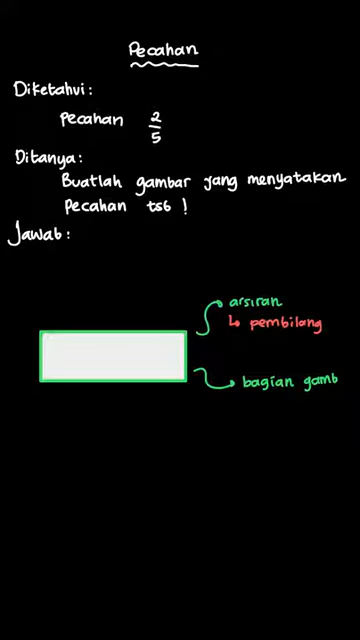 Pecahan
Diketahui:
Pecahan 2/5
Ditanya:
Buatlah gambar yang menyatakan
pecahan tsb !
Jawab:
arsiran
↳ pembilang
bagian gamb